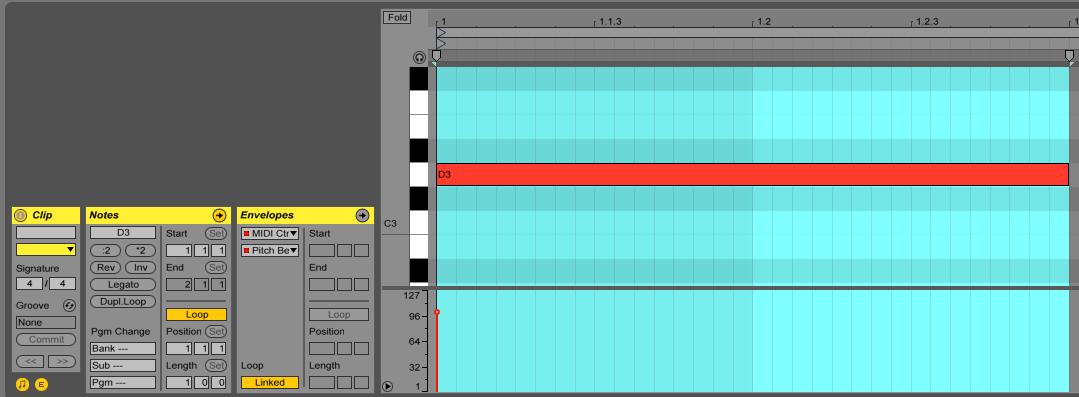 Fold
1 1.1.3 1.2 1.2.3 1
D3
C3
127
96
64
32
1
Clip
Signature
4 / 4
Groove
None
Commit
<< >>
E
Notes
D3
:2 *2
Rev Inv
Legato
Dupl.Loop
Pgm Change
Bank ---
Sub ---
Pgm ---
Start Set
1 1 1
End Set
2 1 1
Loop
Position Set
1 1 1
Length Set
1 0 0
Envelopes
MIDI Ctr
Pitch Be
Loop
Linked
Start
End
Loop
Position
Length